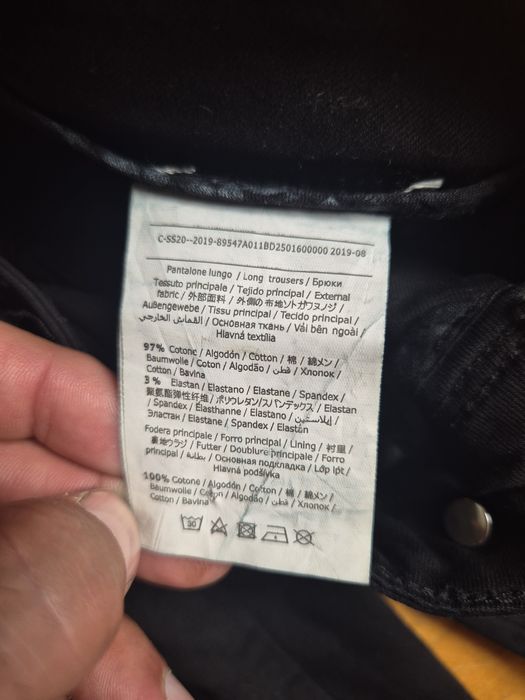 C-SS20--2019-89547A011BD2501600000 2019-08
Pantalone lungo / Long trousers / Брюки
Tessuto principale / Tejido principal / External
fabric / 外部面料 / 外側の布地ソトガワヌノジ /
Außengewebe / Tissu principal / Tecido principal /
القماش الخارجي / Основная ткань / Vải bên ngoài /
Hlavná textília
97% Cotone / Algodón / Cotton / 棉 / 綿メン /
Baumwolle / Coton / Algodão / قطن / Хлопок /
Cotton / Bavlna
3 % Elastan / Elastano / Elastane / Spandex /
聚氨酯弹性纤维 / ポリウレタン/スパンデックス / Elastan
/ Spandex / Élasthanne / Elastano / إيلاستين /
Эластан / Elastane / Spandex / Elastón
Fodera principale / Forro principal / Lining / 衬里 /
裏地ウラジ / Futter / Doublure principale / Forro
principal / بطانة / Основная подкладка / Lớp lót /
Hlavná podšívka
100% Cotone / Algodón / Cotton / 棉 / 綿メン /
Baumwolle / Coton / Algodão / قطن / Хлопок /
Cotton / Bavlna
30